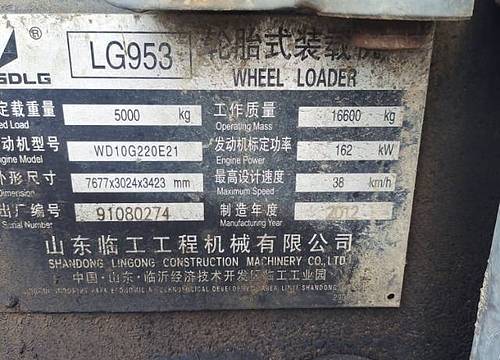 ® LG953 轮胎式装载机
SDLG WHEEL LOADER
定载重量 5000 kg 工作质量 16600 kg
ed Load Operating Mass
动机型号 WD10G220E21 发动机标定功率 162 kW
ngine Model Engine Power
外形尺寸 7677x3024x3423 mm 最高设计速度 38 km/h
Dimension Maximum Speed
出厂编号 91080274 制造年度 2012
Serial Number Manufacturing Year
山东临工工程机械有限公司
SHANDONG LINGONG CONSTRUCTION MACHINERY CO.,LTD.
中国·山东·临沂经济技术开发区临工工业园